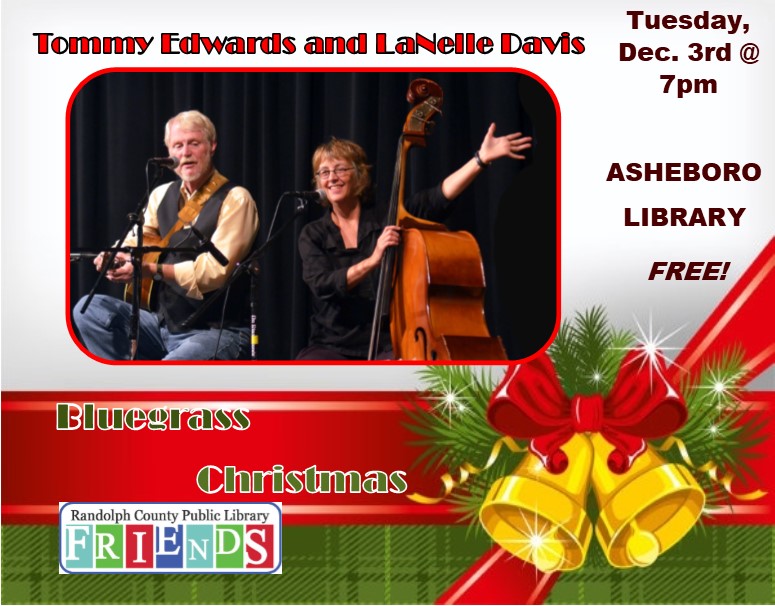 Tommy Edwards and LaNelle Davis
Tuesday,
Dec. 3rd @
7pm
ASHEBORO
LIBRARY
FREE!
Bluegrass
Christmas
Randolph County Public Library
FRIENDS